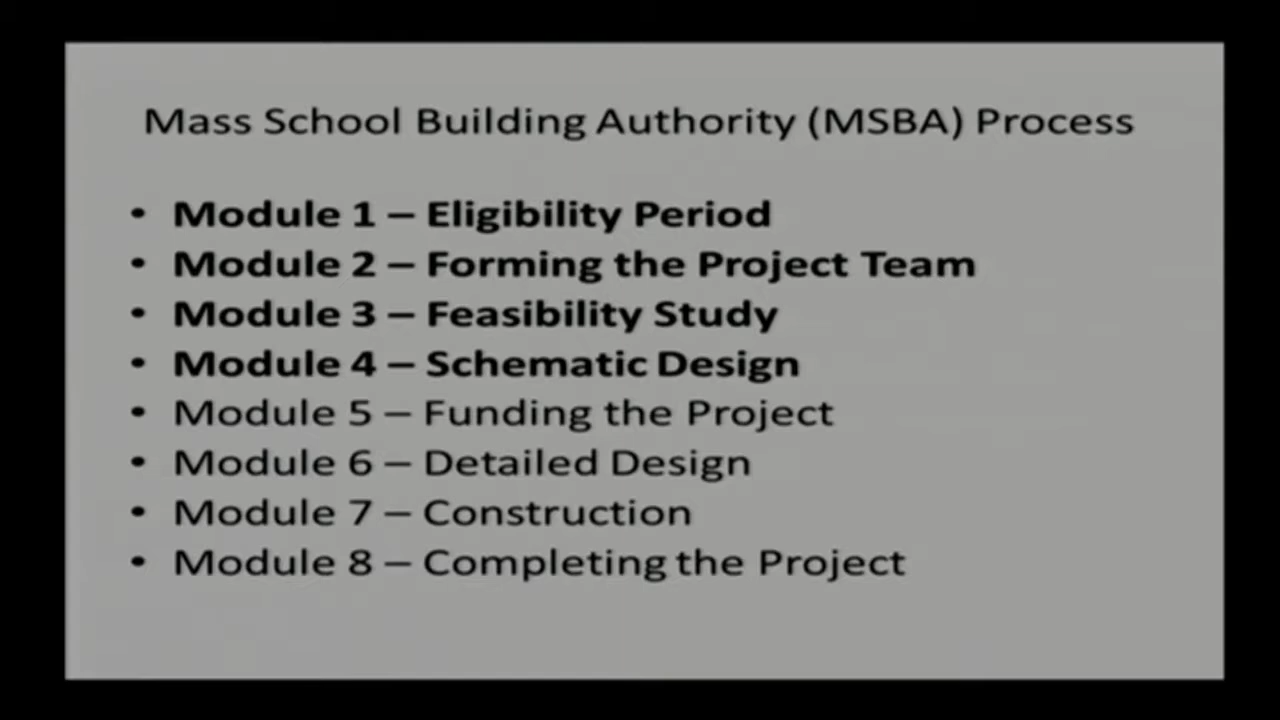 Mass School Building Authority (MSBA) Process
• Module 1 – Eligibility Period
• Module 2 – Forming the Project Team
• Module 3 – Feasibility Study
• Module 4 – Schematic Design
• Module 5 – Funding the Project
• Module 6 – Detailed Design
• Module 7 – Construction
• Module 8 – Completing the Project